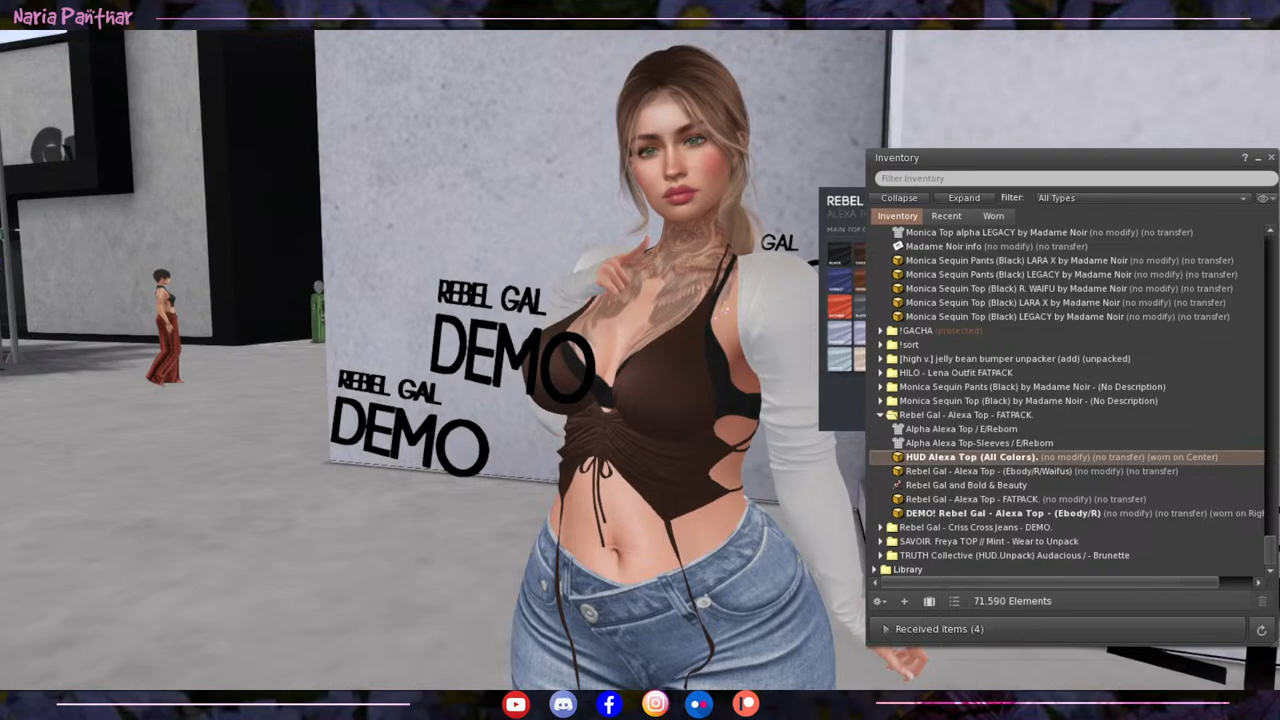 Naria Panthar
GAL
REBEL GAL
DEMO
REBEL GAL
DEMO
REBEL
Inventory
Filter Inventory
Collapse Expand Filter: All Types
Inventory Recent Worn
Monica Top alpha LEGACY by Madame Noir (no modify) (no transfer)
Madame Noir info (no modify) (no transfer)
Monica Sequin Pants (Black) LARA X by Madame Noir (no modify) (no transfer)
Monica Sequin Pants (Black) LEGACY by Madame Noir (no modify) (no transfer)
Monica Sequin Top (Black) R. WAIFU by Madame Noir (no modify) (no transfer)
Monica Sequin Top (Black) LARA X by Madame Noir (no modify) (no transfer)
Monica Sequin Top (Black) LEGACY by Madame Noir (no modify) (no transfer)
!GACHA (protected)
!sort
[high v.] jelly bean bumper unpacker (add) (unpacked)
HILO - Lena Outfit FATPACK
Monica Sequin Pants (Black) by Madame Noir - (No Description)
Monica Sequin Top (Black) by Madame Noir - (No Description)
Rebel Gal - Alexa Top - FATPACK.
Alpha Alexa Top / E/Reborn
Alpha Alexa Top-Sleeves / E/Reborn
HUD Alexa Top (All Colors). (no modify) (no transfer) (worn on Center)
Rebel Gal - Alexa Top - (Ebody/R/Waifus) (no modify) (no transfer)
Rebel Gal and Bold & Beauty
Rebel Gal - Alexa Top - FATPACK. (no modify) (no transfer)
DEMO! Rebel Gal - Alexa Top - (Ebody/R) (no modify) (no transfer) (worn on Righ
Rebel Gal - Criss Cross Jeans - DEMO.
SAVOIR. Freya TOP // Mint - Wear to Unpack
TRUTH Collective (HUD.Unpack) Audacious / - Brunette
Library
71.590 Elements
Received items (4)